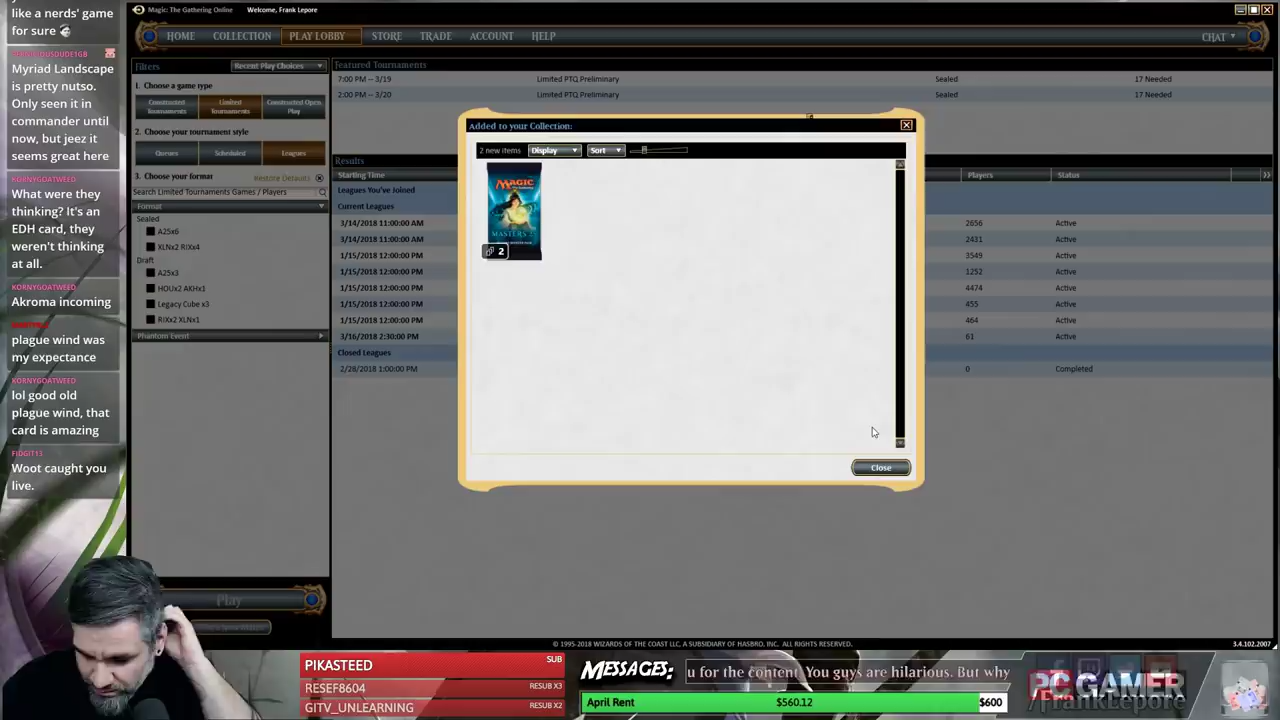 like a nerds' game
for sure
Magic: The Gathering Online
Welcome, Frank Lepore
HOME
COLLECTION
PLAY LOBBY
STORE
TRADE
ACCOUNT
HELP
CHAT
Myriad Landscape
is pretty nutso.
Only seen it in
commander until
now, but jeez it
seems great here
KORNYGOATWEED
What were they
thinking? It's an
EDH card, they
weren't thinking
at all.
KORNYGOATWEED
Akroma incoming
plague wind was
my expectance
KORNYGOATWEED
lol good old
plague wind, that
card is amazing
FIDGIT13
Woot caught you
live.
Filters
Recent Play Choices
1. Choose a game type
Constructed Tournaments
Limited Tournaments
Constructed Open Play
2. Choose your tournament style
Queues
Scheduled
Leagues
3. Choose your format
Restore Defaults
Search Limited Tournaments Games / Players
Format
Sealed
A25x6
XLNx2 RIXx4
Draft
A25x3
HOUx2 AKHx1
Legacy Cube x3
RIXx2 XLNx1
Phantom Event
Play
Featured Tournaments
7:00 PM -- 3/19 Limited PTQ Preliminary Sealed 17 Needed
2:00 PM -- 3/20 Limited PTQ Preliminary Sealed 17 Needed
Results
Starting Time
Players
Status
Leagues You've Joined
Current Leagues
3/14/2018 11:00:00 AM 2656 Active
3/14/2018 11:00:00 AM 2431 Active
1/15/2018 12:00:00 PM 3549 Active
1/15/2018 12:00:00 PM 1252 Active
1/15/2018 12:00:00 PM 4474 Active
1/15/2018 12:00:00 PM 455 Active
1/15/2018 12:00:00 PM 464 Active
3/16/2018 2:30:00 PM 61 Active
Closed Leagues
2/28/2018 1:00:00 PM 0 Completed
Added to your Collection:
2 new items
Display
Sort
MAGIC
MASTERS 25
2
Close
© 1995-2018 WIZARDS OF THE COAST LLC, A SUBSIDIARY OF HASBRO, INC. ALL RIGHTS RESERVED.
3.4.102.2007
PIKASTEED SUB
RESEF8604 RESUB X3
GITV_UNLEARNING RESUB X2
MESSAGES:
u for the content. You guys are hilarious. But why
April Rent
$560.12
$600
PC GAMER
/FrankLepore